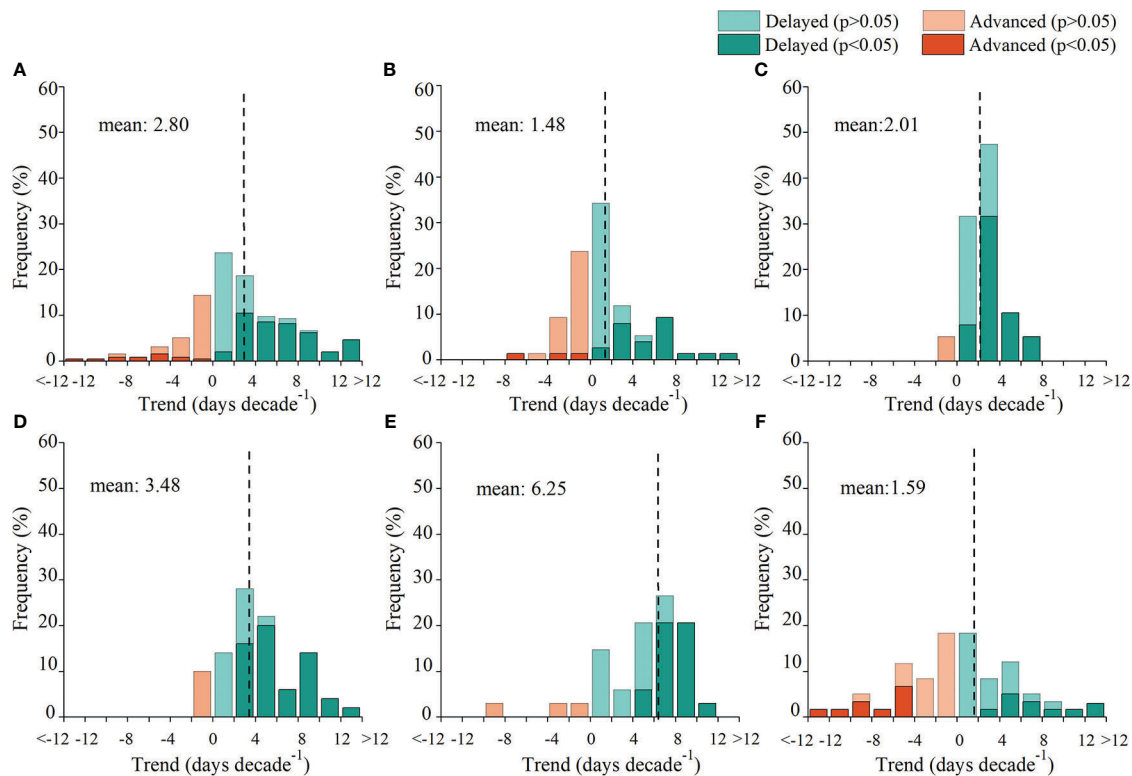 Delayed (p>0.05) Advanced (p>0.05)
Delayed (p<0.05) Advanced (p<0.05)
A B C
60 60 60
50 50 50
40 40 40
30 30 30
20 20 20
10 10 10
0 0 0
Frequency (%) Frequency (%) Frequency (%)
mean: 2.80 mean: 1.48 mean:2.01
<-12 -12 -8 -4 0 4 8 12 >12 <-12 -12 -8 -4 0 4 8 12 >12 <-12 -12 -8 -4 0 4 8 12 >12
Trend (days decade⁻¹) Trend (days decade⁻¹) Trend (days decade⁻¹)
D E F
60 60 60
50 50 50
40 40 40
30 30 30
20 20 20
10 10 10
0 0 0
Frequency (%) Frequency (%) Frequency (%)
mean: 3.48 mean: 6.25 mean:1.59
<-12 -8 -4 0 4 8 12 >12 <-12 -8 -4 0 4 8 12 >12 <-12 -8 -4 0 4 8 12 >12
Trend (days decade⁻¹) Trend (days decade⁻¹) Trend (days decade⁻¹)